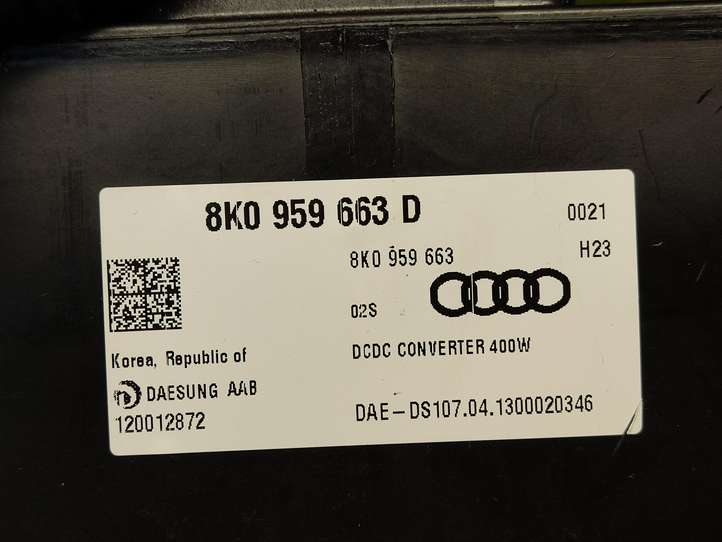 8K0 959 663 D
0021
8K0 959 663
H23
02S
DCDC CONVERTER 400W
Korea, Republic of
DAESUNG AAB
120012872
DAE-DS107.04.1300020346